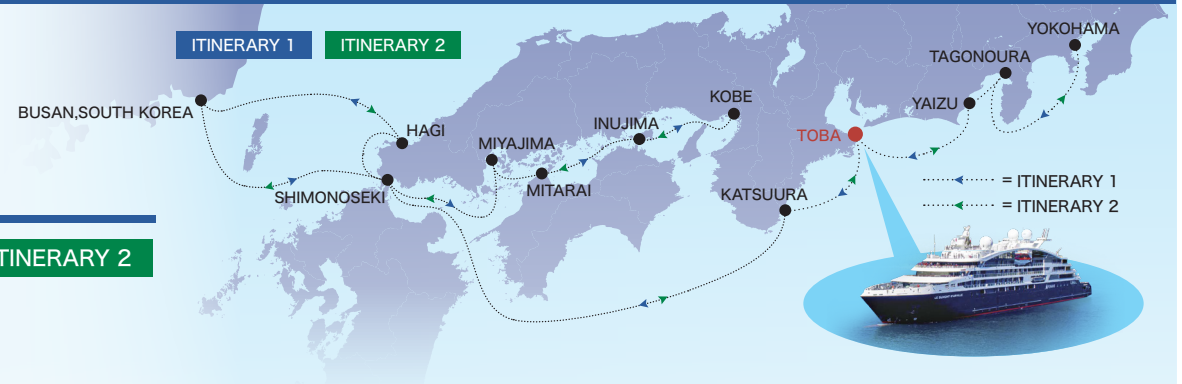 ITINERARY 1
ITINERARY 2
YOKOHAMA
TAGONOURA
YAIZU
KOBE
BUSAN,SOUTH KOREA
INUJIMA
HAGI
TOBA
MIYAJIMA
MITARAI
SHIMONOSEKI
KATSUURA
= ITINERARY 1
= ITINERARY 2
TINERARY 2